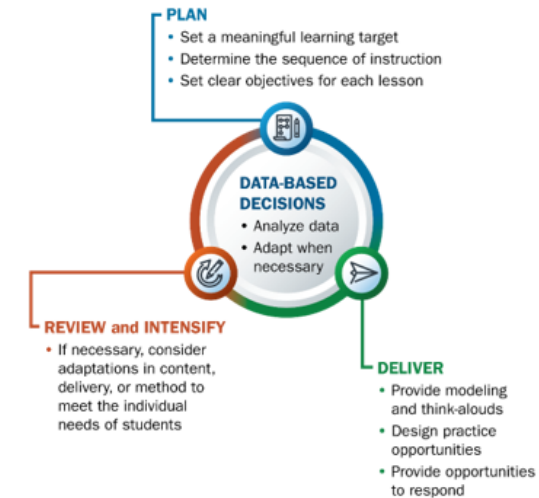 PLAN
• Set a meaningful learning target
• Determine the sequence of instruction
• Set clear objectives for each lesson
DATA-BASED
DECISIONS
• Analyze data
• Adapt when
necessary
REVIEW and INTENSIFY
• If necessary, consider
adaptations in content,
delivery, or method to
meet the individual
needs of students
DELIVER
• Provide modeling
and think-alouds
• Design practice
opportunities
• Provide opportunities
to respond